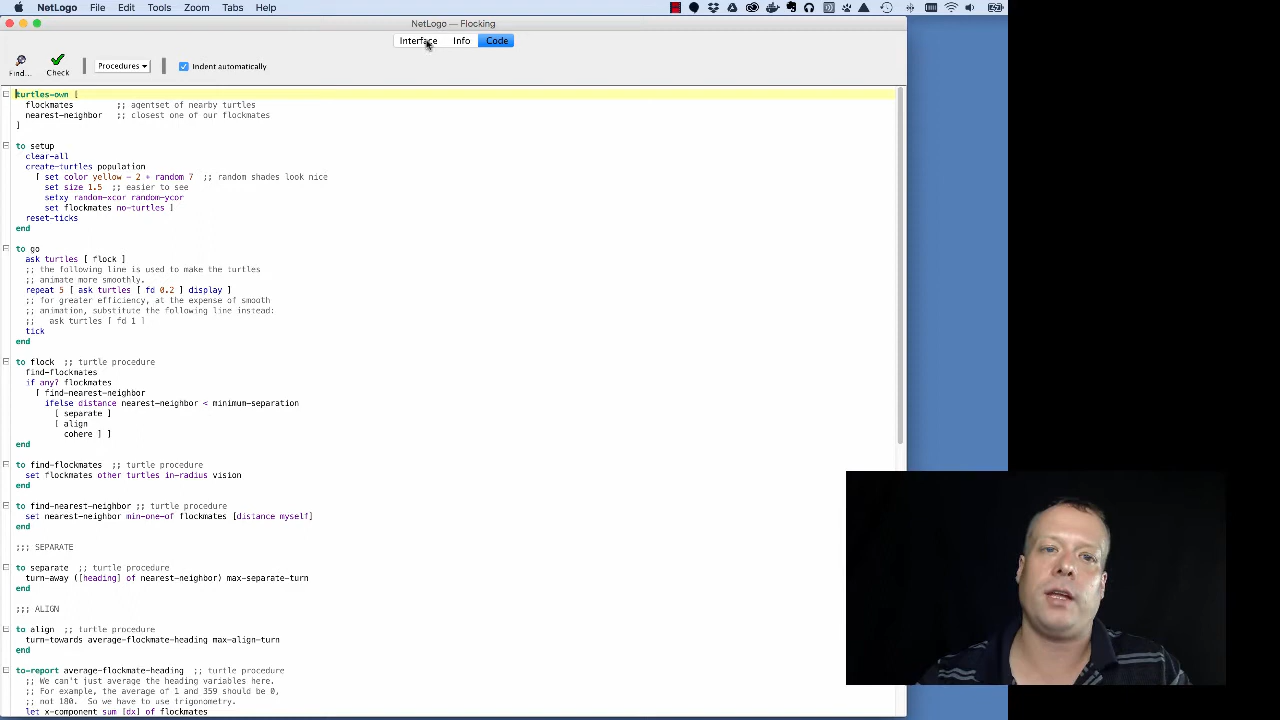 NetLogo File Edit Tools Zoom Tabs Help
NetLogo — Flocking
Interface Info Code
Find... Check Procedures Indent automatically
turtles-own [
flockmates ;; agentset of nearby turtles
nearest-neighbor ;; closest one of our flockmates
]
to setup
clear-all
create-turtles population
[ set color yellow - 2 + random 7 ;; random shades look nice
set size 1.5 ;; easier to see
setxy random-xcor random-ycor
set flockmates no-turtles ]
reset-ticks
end
to go
ask turtles [ flock ]
;; the following line is used to make the turtles
;; animate more smoothly.
repeat 5 [ ask turtles [ fd 0.2 ] display ]
;; for greater efficiency, at the expense of smooth
;; animation, substitute the following line instead:
;; ask turtles [ fd 1 ]
tick
end
to flock ;; turtle procedure
find-flockmates
if any? flockmates
[ find-nearest-neighbor
ifelse distance nearest-neighbor < minimum-separation
[ separate ]
[ align
cohere ] ]
end
to find-flockmates ;; turtle procedure
set flockmates other turtles in-radius vision
end
to find-nearest-neighbor ;; turtle procedure
set nearest-neighbor min-one-of flockmates [distance myself]
end
;;; SEPARATE
to separate ;; turtle procedure
turn-away ([heading] of nearest-neighbor) max-separate-turn
end
;;; ALIGN
to align ;; turtle procedure
turn-towards average-flockmate-heading max-align-turn
end
to-report average-flockmate-heading ;; turtle procedure
;; We can't just average the heading variables here.
;; For example, the average of 1 and 359 should be 0,
;; not 180. So we have to use trigonometry.
let x-component sum [dx] of flockmates